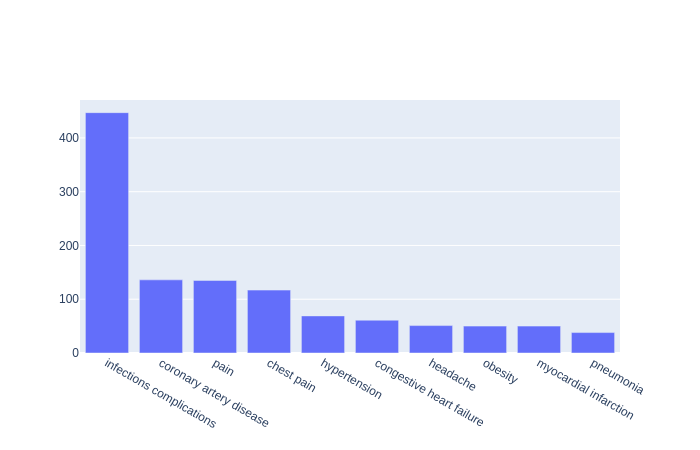 400
300
200
100
0
infections complications
coronary artery disease
pain
chest pain
hypertension
congestive heart failure
headache
obesity
myocardial infarction
pneumonia